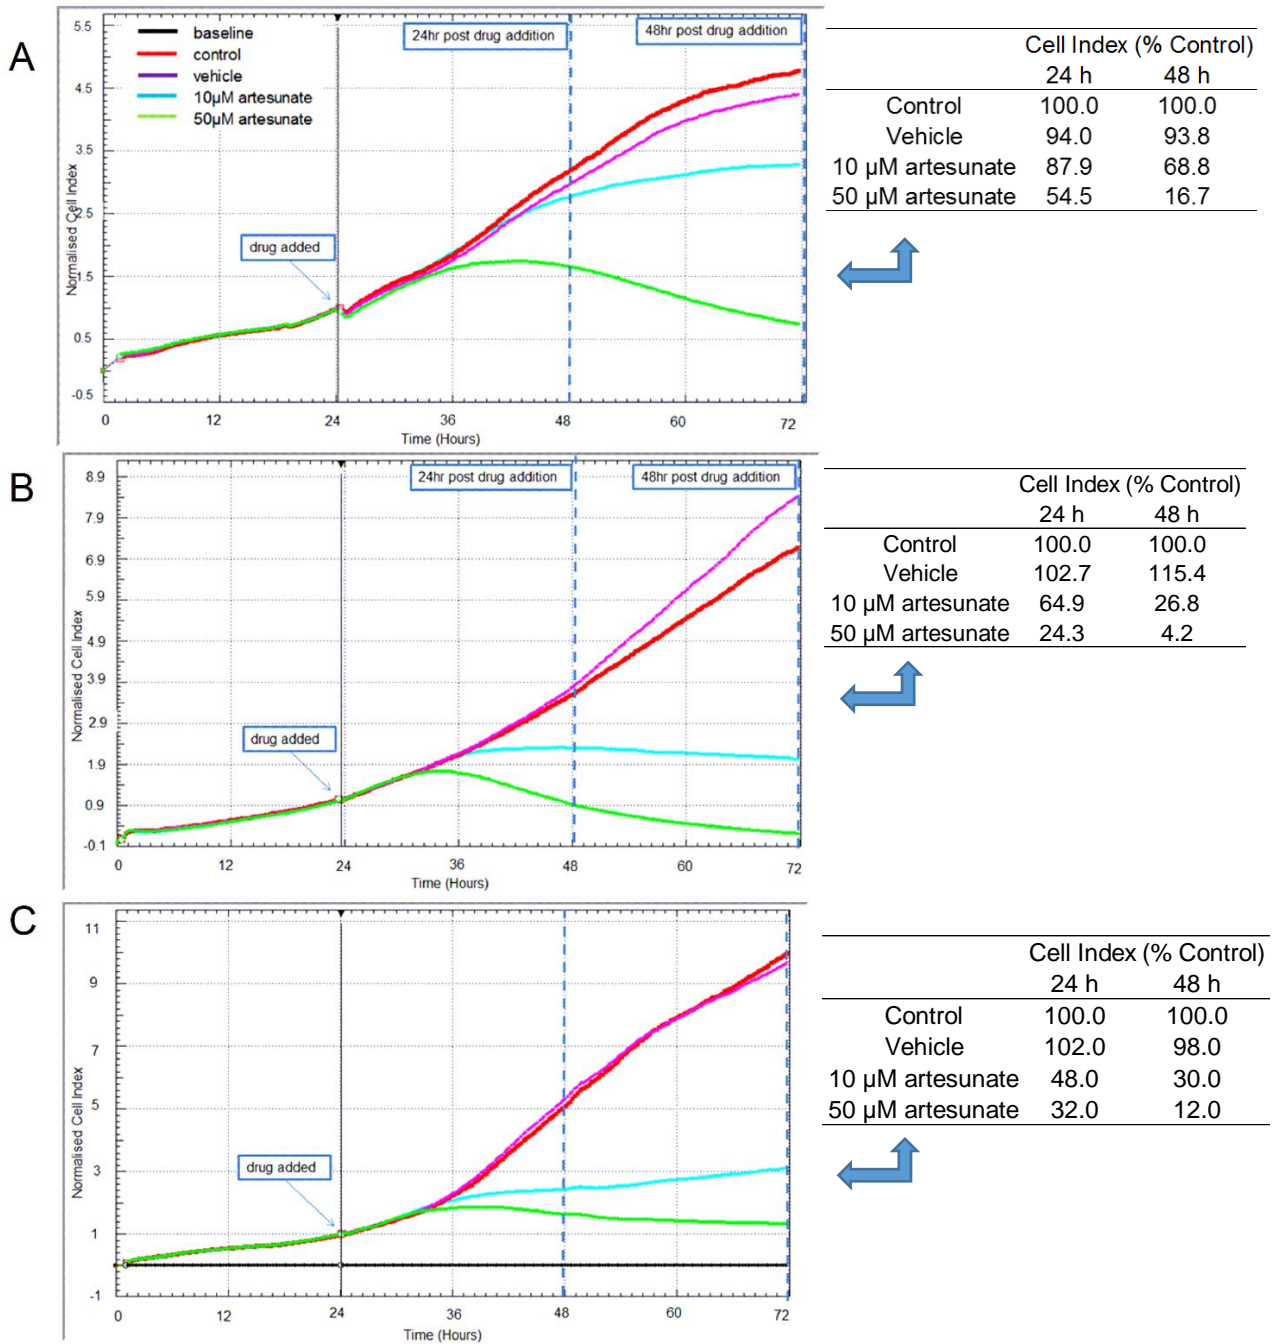 A
5.5
4.5
3.5
2.5
1.5
0.5
-0.5
Normalised Cell Index
baseline
control
vehicle
10µM artesunate
50µM artesunate
24hr post drug addition
48hr post drug addition
drug added
0 12 24 36 48 60 72
Time (Hours)
Cell Index (% Control)
24 h 48 h
Control 100.0 100.0
Vehicle 94.0 93.8
10 µM artesunate 87.9 68.8
50 µM artesunate 54.5 16.7
B
8.9
7.9
6.9
5.9
4.9
3.9
2.9
1.9
0.9
-0.1
Normalised Cell Index
24hr post drug addition
48hr post drug addition
drug added
0 12 24 36 48 60 72
Time (Hours)
Cell Index (% Control)
24 h 48 h
Control 100.0 100.0
Vehicle 102.7 115.4
10 µM artesunate 64.9 26.8
50 µM artesunate 24.3 4.2
C
11
9
7
5
3
1
-1
Normalised Cell Index
drug added
0 12 24 36 48 60 72
Time (Hours)
Cell Index (% Control)
24 h 48 h
Control 100.0 100.0
Vehicle 102.0 98.0
10 µM artesunate 48.0 30.0
50 µM artesunate 32.0 12.0